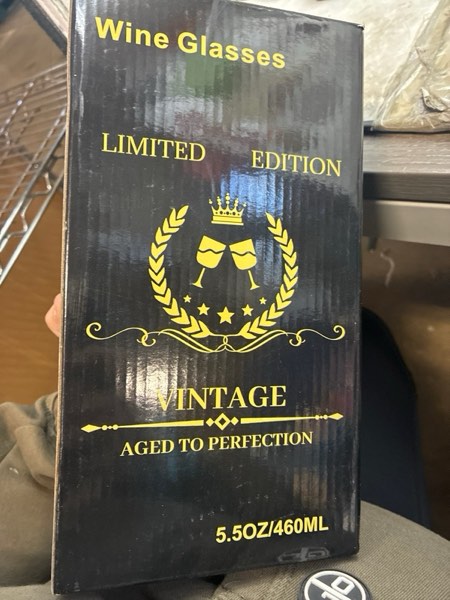 Wine Glasses
LIMITED EDITION
VINTAGE
AGED TO PERFECTION
5.5OZ/460ML